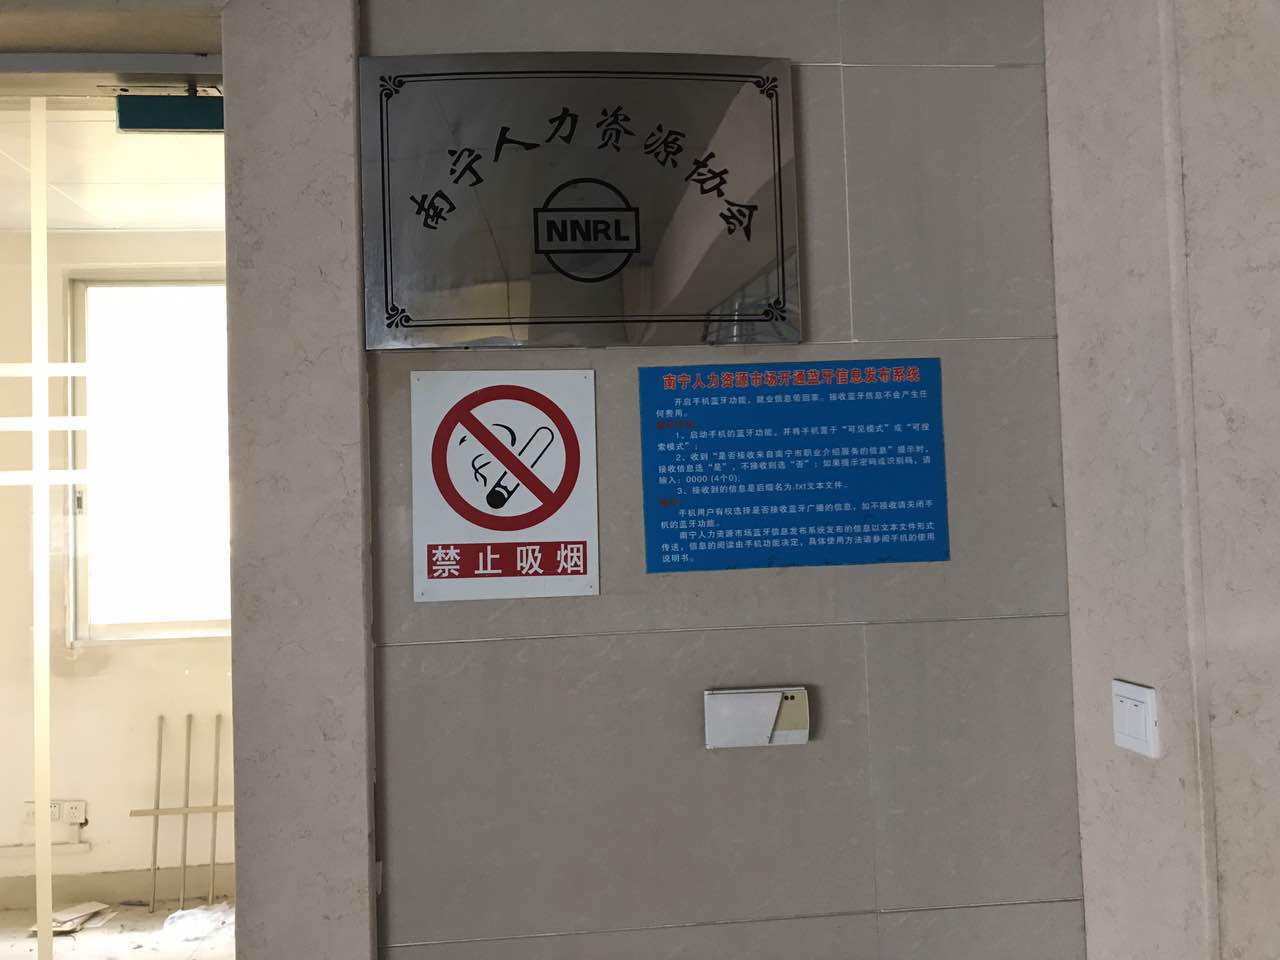 南宁人力资源协会
NNRL
禁止吸烟
南宁人力资源市场开通蓝牙信息发布系统
开启手机蓝牙功能，就业信息带回家。接收蓝牙信息不会产生任
何费用。
1、启动手机的蓝牙功能，并将手机置于“可见模式”或“可搜
索模式”；
2、收到“是否接收来自南宁市职业介绍服务的信息”提示时，
接收信息选“是”，不接收则选“否”；如果提示密码或识别码，请
输入：0000 (4个0)；
3、接收到的信息是后缀名为.txt文本文件。
手机用户有权选择是否接收蓝牙广播的信息，如不接收请关闭手
机的蓝牙功能。
南宁人力资源市场蓝牙信息发布系统发布的信息以文本文件形式
传送，信息的阅读由手机功能决定，具体使用方法请参阅手机的使用
说明书。